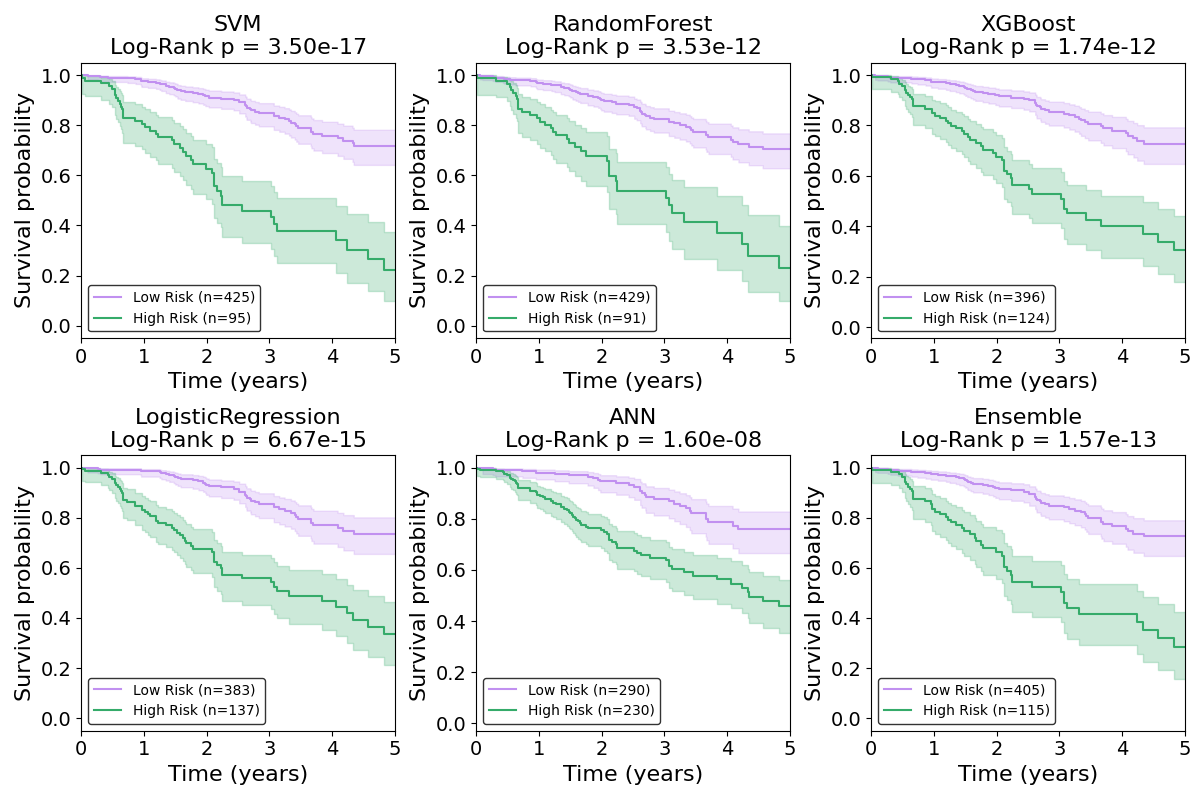 SVM
Log-Rank p = 3.50e-17
Survival probability
1.0
0.8
0.6
0.4
0.2
0.0
Low Risk (n=425)
High Risk (n=95)
0 1 2 3 4 5
Time (years)
RandomForest
Log-Rank p = 3.53e-12
Survival probability
1.0
0.8
0.6
0.4
0.2
0.0
Low Risk (n=429)
High Risk (n=91)
0 1 2 3 4 5
Time (years)
XGBoost
Log-Rank p = 1.74e-12
Survival probability
1.0
0.8
0.6
0.4
0.2
0.0
Low Risk (n=396)
High Risk (n=124)
0 1 2 3 4 5
Time (years)
LogisticRegression
Log-Rank p = 6.67e-15
Survival probability
1.0
0.8
0.6
0.4
0.2
0.0
Low Risk (n=383)
High Risk (n=137)
0 1 2 3 4 5
Time (years)
ANN
Log-Rank p = 1.60e-08
Survival probability
1.0
0.8
0.6
0.4
0.2
0.0
Low Risk (n=290)
High Risk (n=230)
0 1 2 3 4 5
Time (years)
Ensemble
Log-Rank p = 1.57e-13
Survival probability
1.0
0.8
0.6
0.4
0.2
0.0
Low Risk (n=405)
High Risk (n=115)
0 1 2 3 4 5
Time (years)